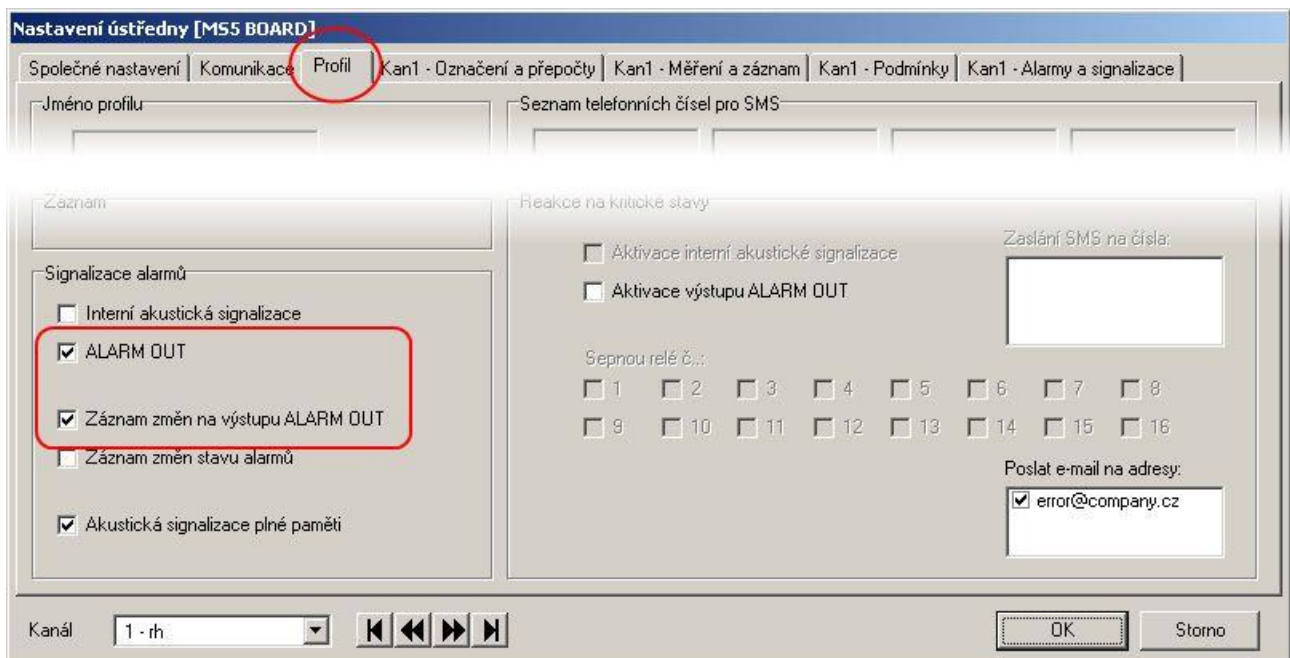 Nastavení ústředny [MS5 BOARD]
Společné nastavení
Komunikace
Profil
Kan1 - Označení a přepočty
Kan1 - Měření a záznam
Kan1 - Podmínky
Kan1 - Alarmy a signalizace
Jméno profilu
Seznam telefonních čísel pro SMS
Záznam
Signalizace alarmů
Interní akustická signalizace
ALARM OUT
Záznam změn na výstupu ALARM OUT
Záznam změn stavu alarmů
Akustická signalizace plné paměti
Reakce na kritické stavy
Aktivace interní akustické signalizace
Aktivace výstupu ALARM OUT
Zaslání SMS na čísla:
Sepnou relé č..:
1 2 3 4 5 6 7 8
9 10 11 12 13 14 15 16
Poslat e-mail na adresy:
error@company.cz
Kanál
1 - rh
OK
Storno